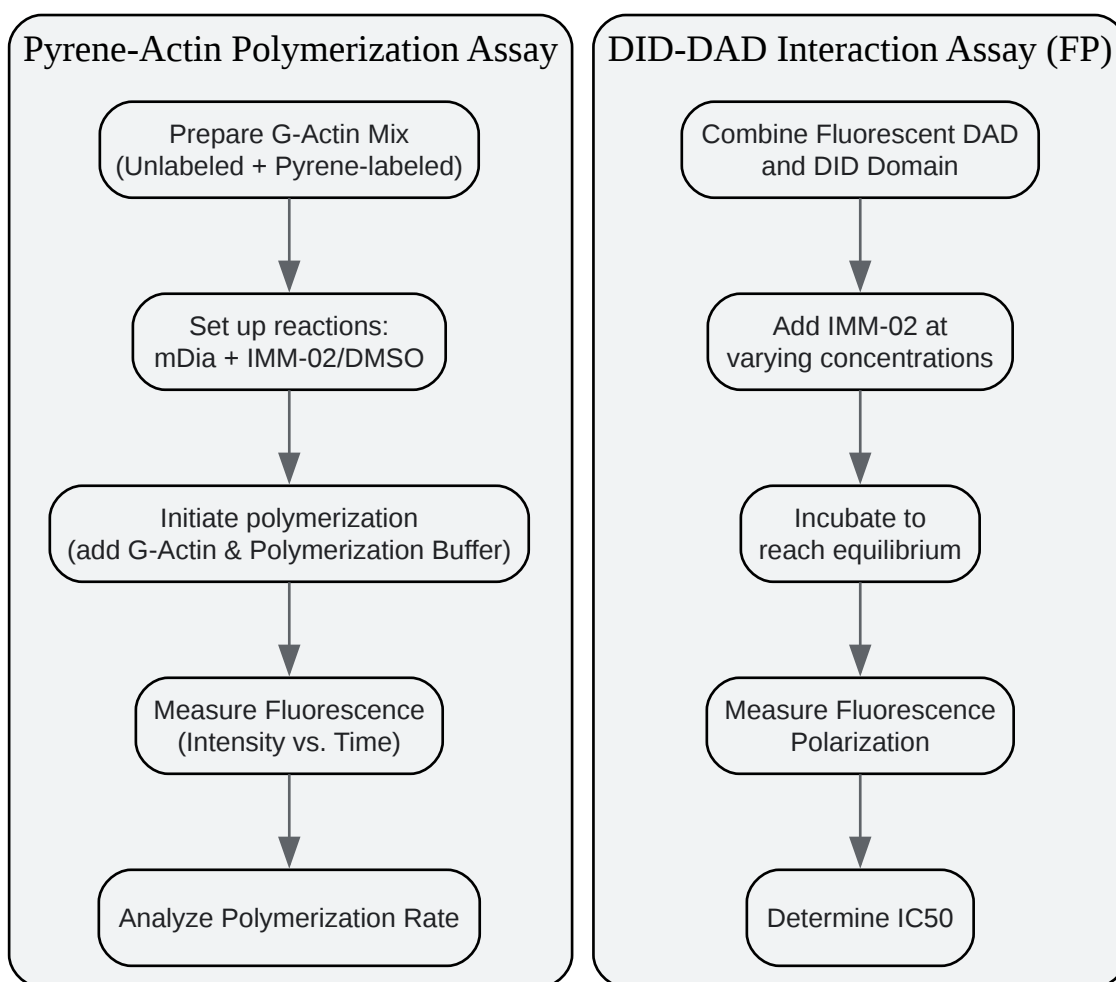 Pyrene-Actin Polymerization Assay
Prepare G-Actin Mix
(Unlabeled + Pyrene-labeled)
Set up reactions:
mDia + IMM-02/DMSO
Initiate polymerization
(add G-Actin & Polymerization Buffer)
Measure Fluorescence
(Intensity vs. Time)
Analyze Polymerization Rate
DID-DAD Interaction Assay (FP)
Combine Fluorescent DAD
and DID Domain
Add IMM-02 at
varying concentrations
Incubate to
reach equilibrium
Measure Fluorescence
Polarization
Determine IC50